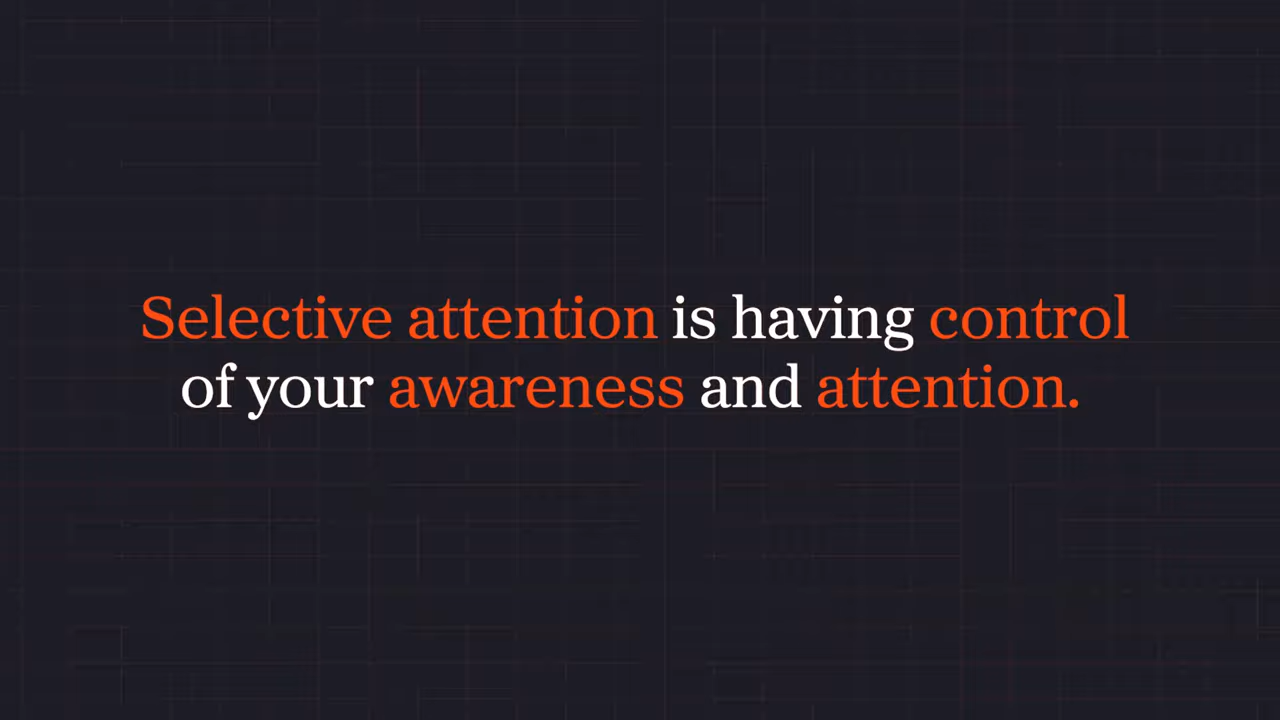 Selective attention is having control
of your awareness and attention.